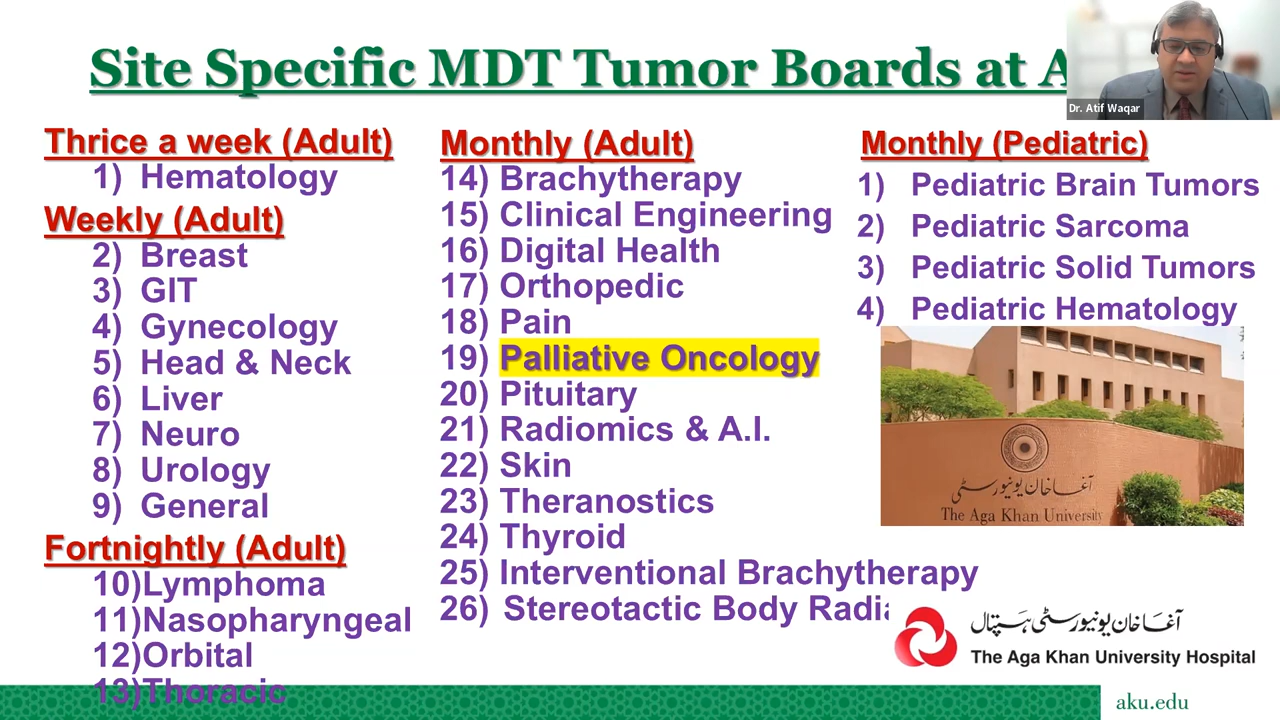 Site Specific MDT Tumor Boards at A
Dr. Atif Waqar
Thrice a week (Adult)
1) Hematology
Weekly (Adult)
2) Breast
3) GIT
4) Gynecology
5) Head & Neck
6) Liver
7) Neuro
8) Urology
9) General
Fortnightly (Adult)
10)Lymphoma
11)Nasopharyngeal
12)Orbital
13)Thoracic
Monthly (Adult)
14) Brachytherapy
15) Clinical Engineering
16) Digital Health
17) Orthopedic
18) Pain
19) Palliative Oncology
20) Pituitary
21) Radiomics & A.I.
22) Skin
23) Theranostics
24) Thyroid
25) Interventional Brachytherapy
26) Stereotactic Body Radia
Monthly (Pediatric)
1) Pediatric Brain Tumors
2) Pediatric Sarcoma
3) Pediatric Solid Tumors
4) Pediatric Hematology
آغا خان یونیورسٹی
The Aga Khan University
آغا خان یونیورسٹی ہسپتال
The Aga Khan University Hospital
aku.edu